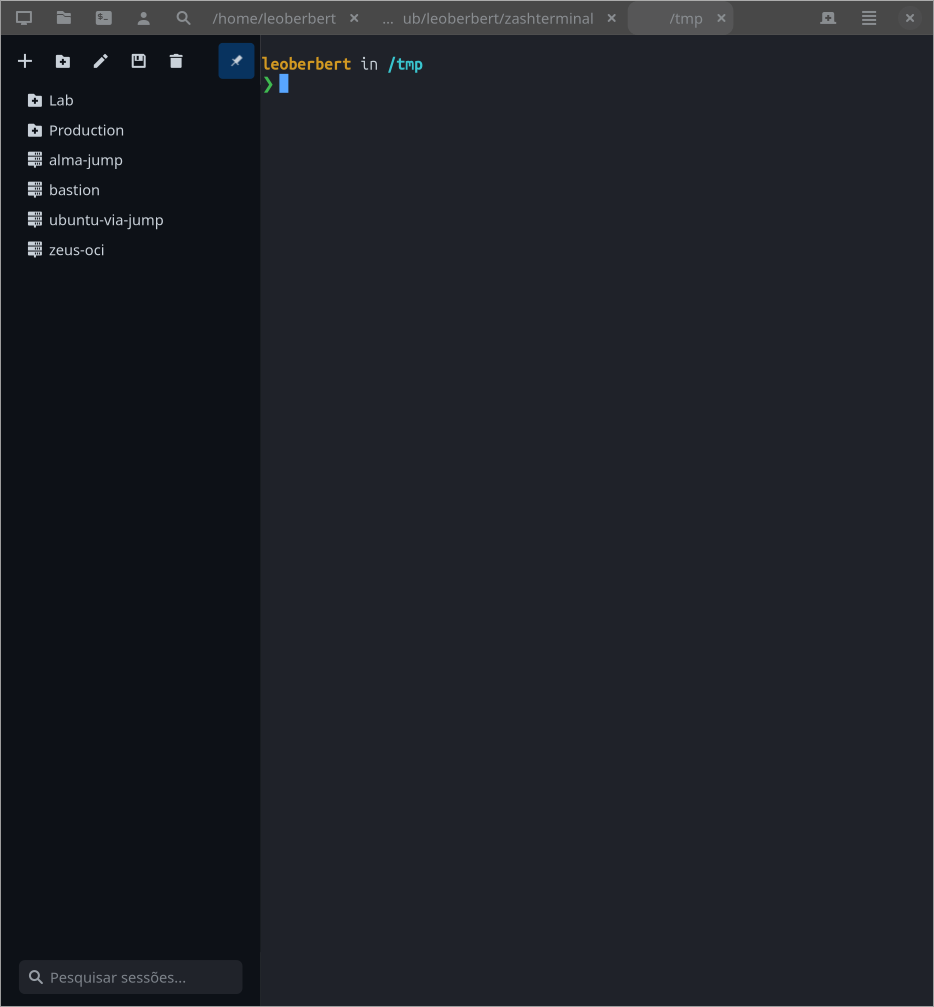 /home/leoberbert ... ub/leoberbert/zashterminal /tmp
Lab
Production
alma-jump
bastion
ubuntu-via-jump
zeus-oci
Pesquisar sessões...
leoberbert in /tmp
❯